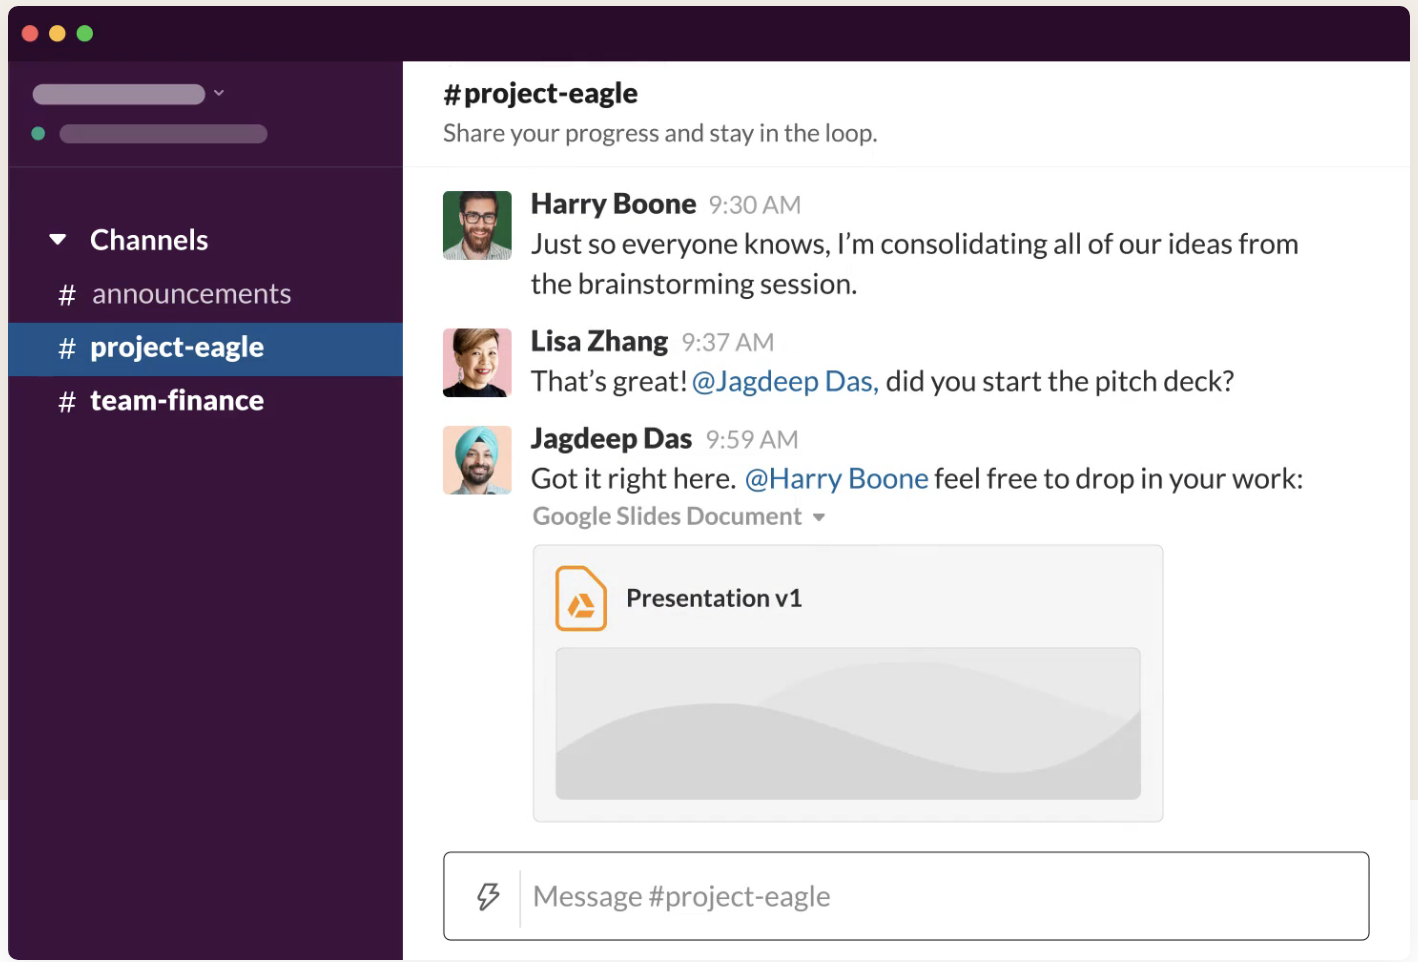 Channels
# announcements
# project-eagle
# team-finance
#project-eagle
Share your progress and stay in the loop.
Harry Boone 9:30 AM
Just so everyone knows, I’m consolidating all of our ideas from
the brainstorming session.
Lisa Zhang 9:37 AM
That’s great! @Jagdeep Das, did you start the pitch deck?
Jagdeep Das 9:59 AM
Got it right here. @Harry Boone feel free to drop in your work:
Google Slides Document
Presentation v1
Message #project-eagle